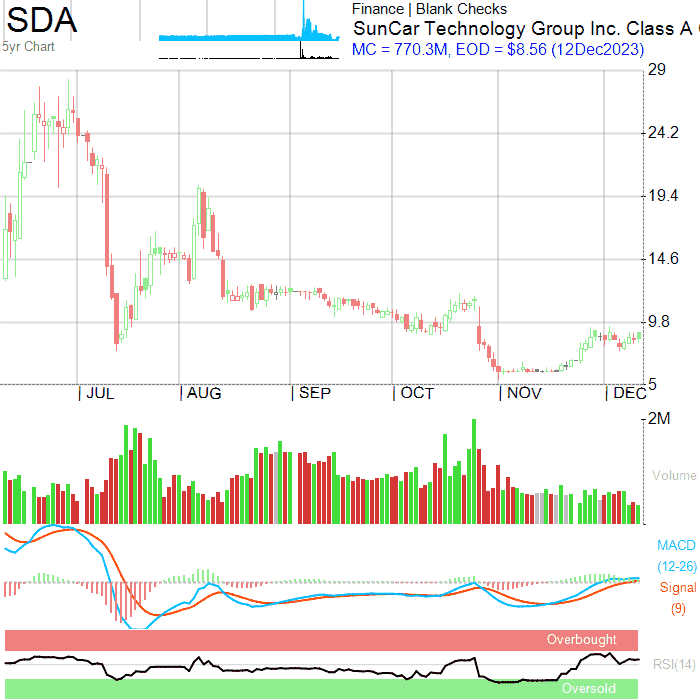 SDA
5yr Chart
Finance | Blank Checks
SunCar Technology Group Inc. Class A
MC = 770.3M, EOD = $8.56 (12Dec2023)
29
24.2
19.4
14.6
9.8
5
JUL AUG SEP OCT NOV DEC
2M
Volume
MACD
(12-26)
Signal
(9)
Overbought
RSI(14)
Oversold